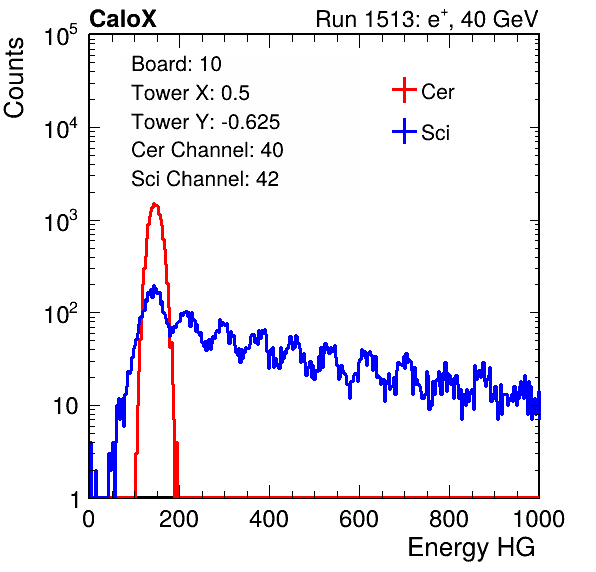 CaloX Run 1513: e⁺, 40 GeV
Counts
10⁵
10⁴
10³
10²
10
1
Board: 10
Tower X: 0.5
Tower Y: -0.625
Cer Channel: 40
Sci Channel: 42
Cer
Sci
0 200 400 600 800 1000
Energy HG